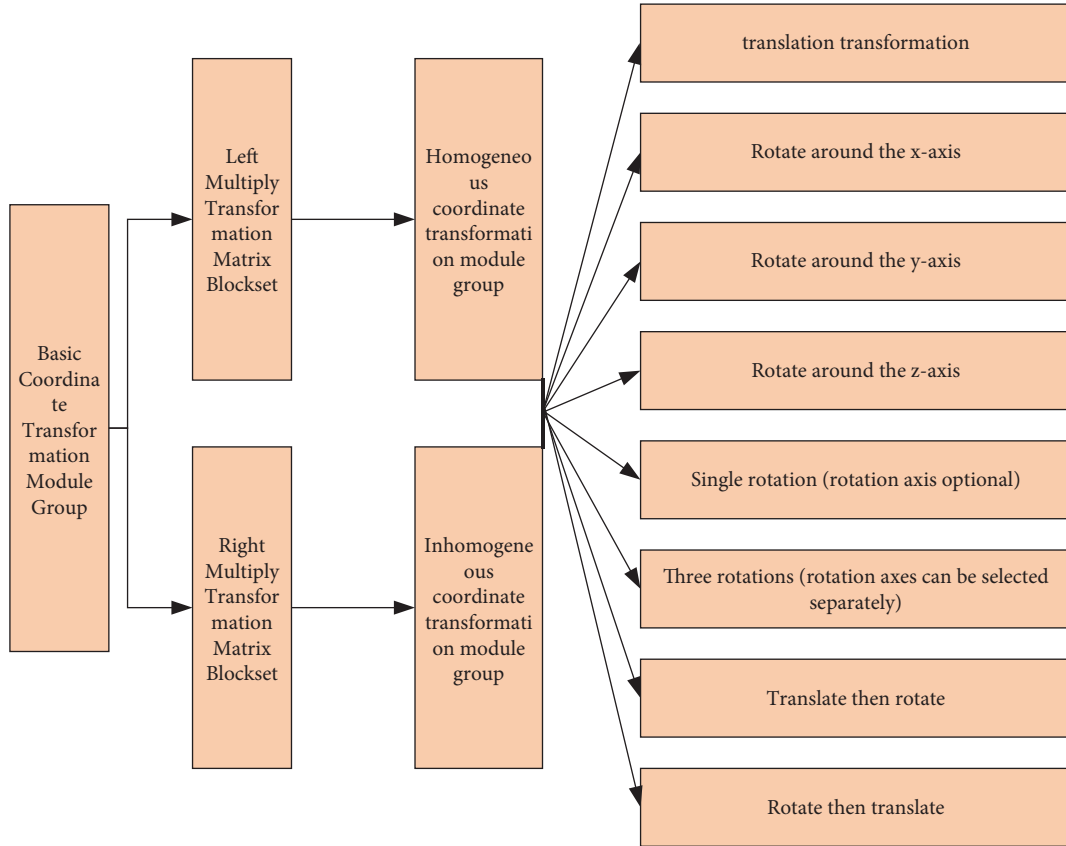 Basic
Coordina
te
Transfor
mation
Module
Group
Left
Multiply
Transfor
mation
Matrix
Blockset
Right
Multiply
Transfor
mation
Matrix
Blockset
Homogeneo
us
coordinate
transformati
on module
group
Inhomogene
ous
coordinate
transformati
on module
group
translation transformation
Rotate around the x-axis
Rotate around the y-axis
Rotate around the z-axis
Single rotation (rotation axis optional)
Three rotations (rotation axes can be selected
separately)
Translate then rotate
Rotate then translate